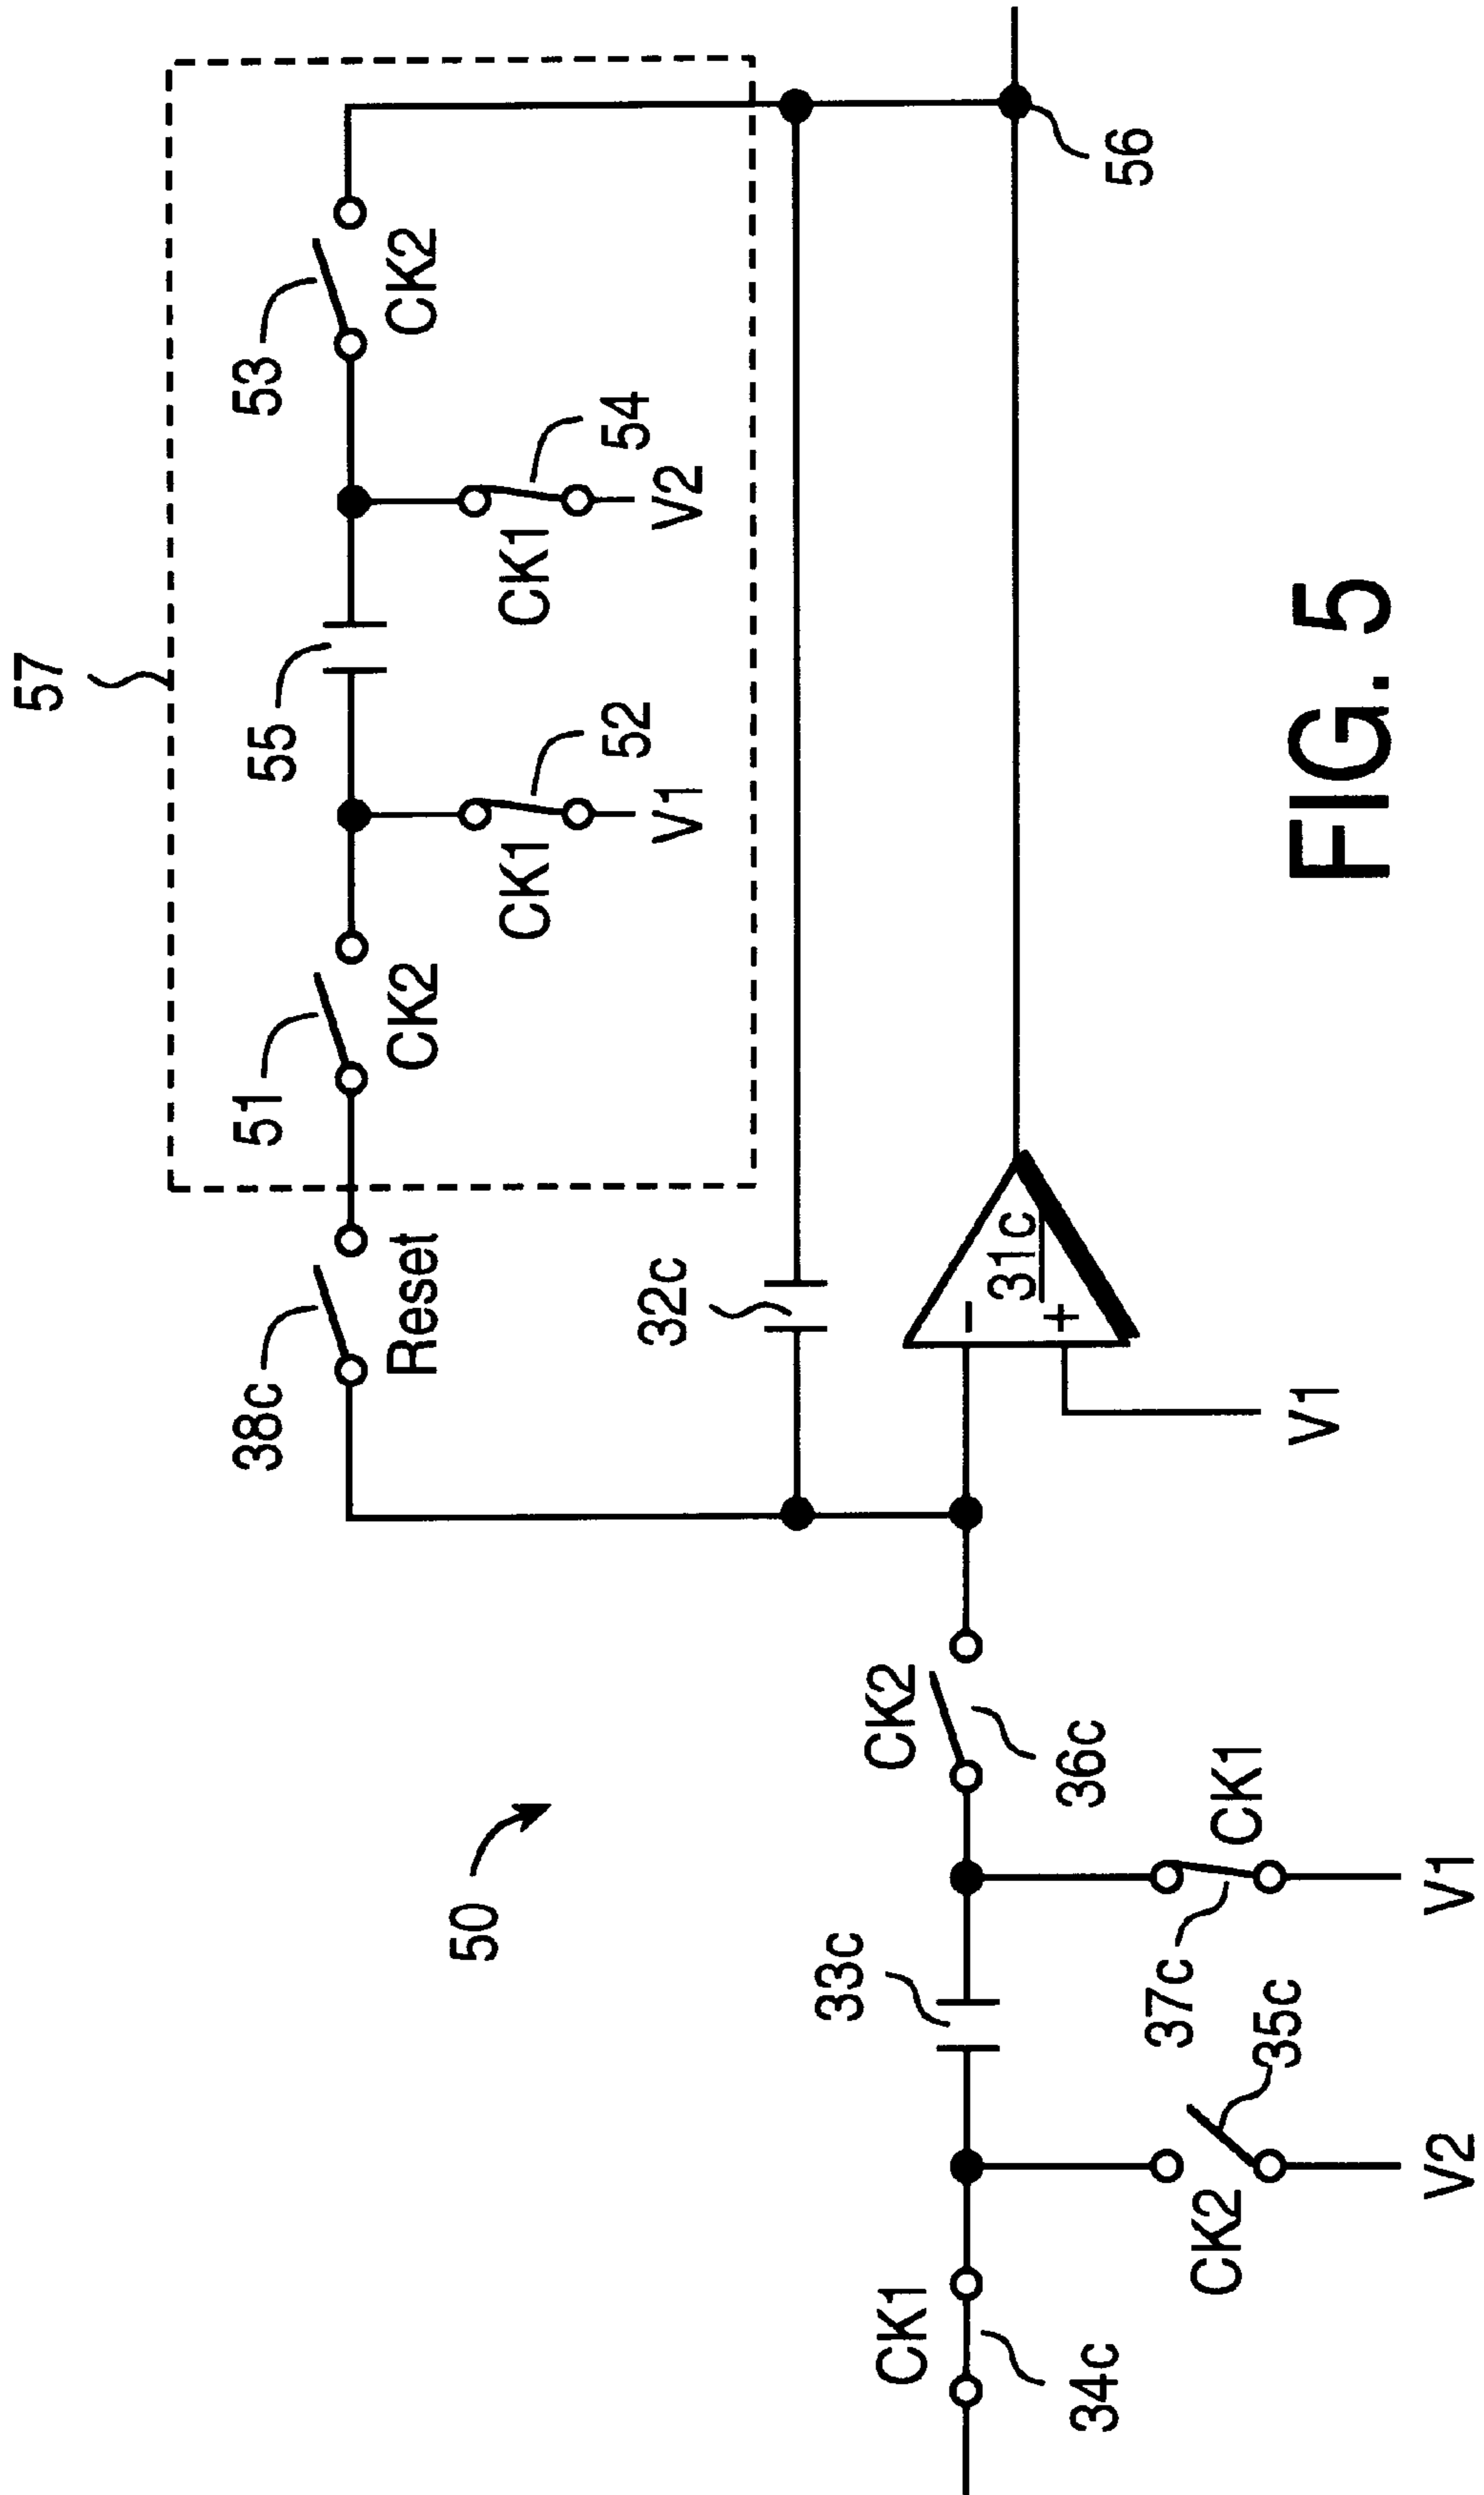 57
38c
Reset
51
CK2
55
53
CK2
CK1
52
V1
CK1
54
V2
32c
50
CK1
34c
33c
CK2
36c
−
31c
+
56
CK2
35c
V2
37c
CK1
V1
V1
FIG. 5